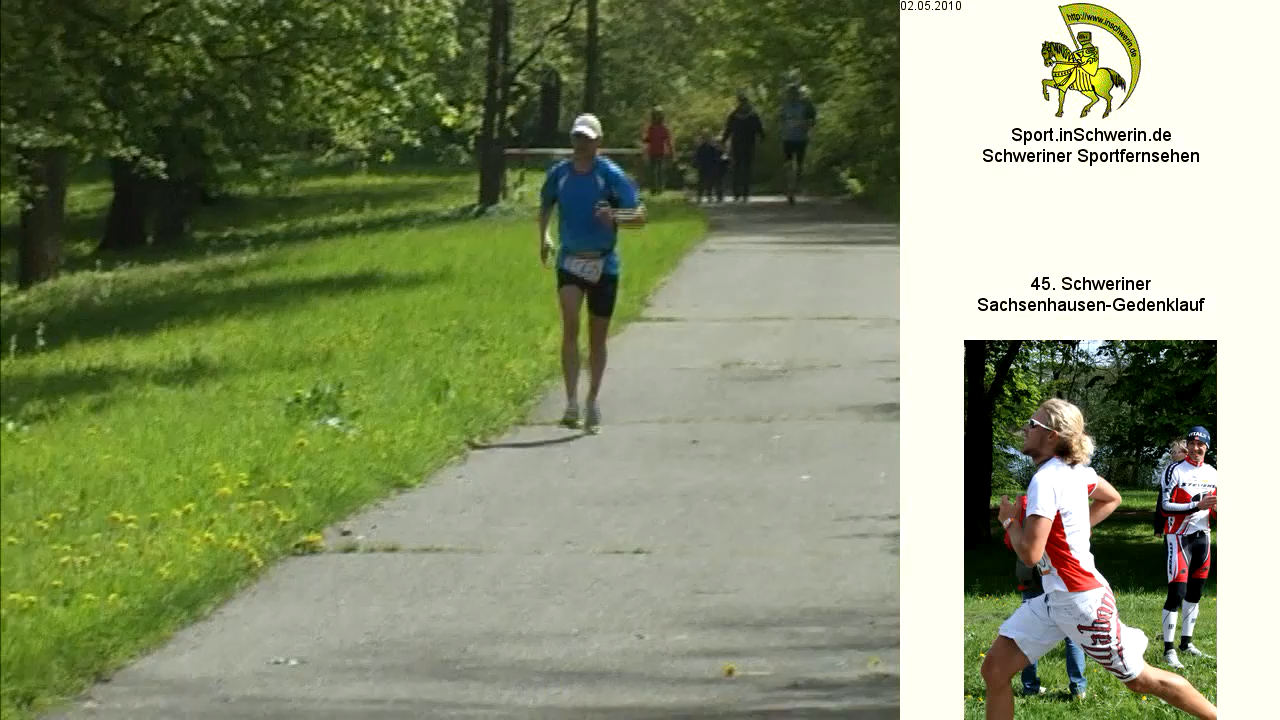 02.05.2010
http://www.inschwerin.de
Sport.inSchwerin.de
Schweriner Sportfernsehen
45. Schweriner
Sachsenhausen-Gedenklauf